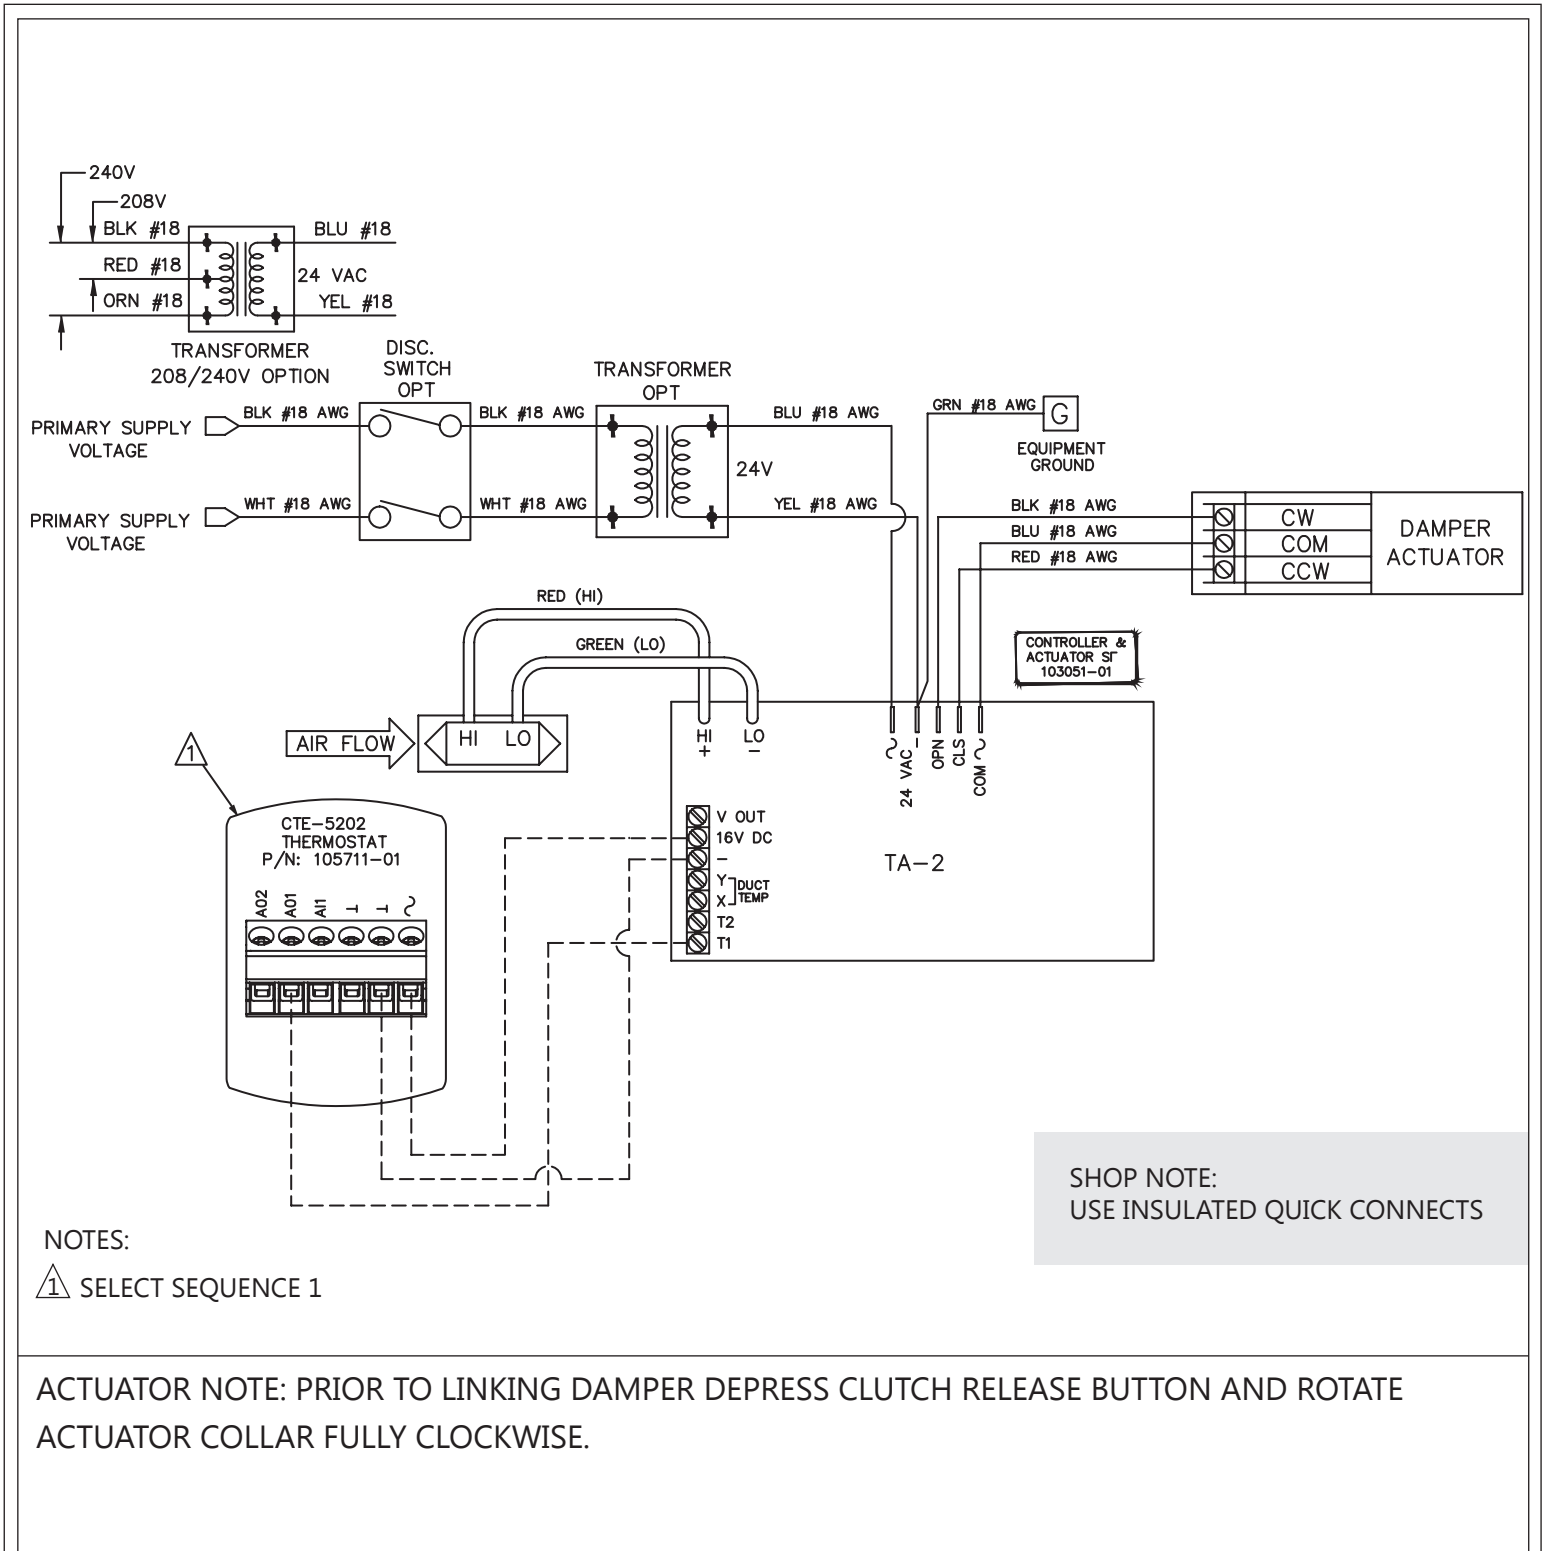 240V
208V
BLK #18
BLU #18
RED #18
24 VAC
ORN #18
YEL #18
TRANSFORMER
208/240V OPTION
DISC.
SWITCH
OPT
TRANSFORMER
OPT
PRIMARY SUPPLY
VOLTAGE
BLK #18 AWG
BLK #18 AWG
BLU #18 AWG
GRN #18 AWG
G
EQUIPMENT
GROUND
24V
PRIMARY SUPPLY
VOLTAGE
WHT #18 AWG
WHT #18 AWG
YEL #18 AWG
BLK #18 AWG
BLU #18 AWG
RED #18 AWG
CW
COM
CCW
DAMPER
ACTUATOR
RED (HI)
GREEN (LO)
CONTROLLER &
ACTUATOR
103051-01
AIR FLOW
HI LO
HI
+
LO
-
~
24 VAC
-
OPN
CLS
COM ~
V OUT
16V DC
-
Y
X
DUCT
TEMP
T2
T1
TA-2
1
CTE-5202
THERMOSTAT
P/N: 105711-01
A02
A01
AI1
⊥
⊥
~
SHOP NOTE:
USE INSULATED QUICK CONNECTS
NOTES:
1 SELECT SEQUENCE 1
ACTUATOR NOTE: PRIOR TO LINKING DAMPER DEPRESS CLUTCH RELEASE BUTTON AND ROTATE
ACTUATOR COLLAR FULLY CLOCKWISE.